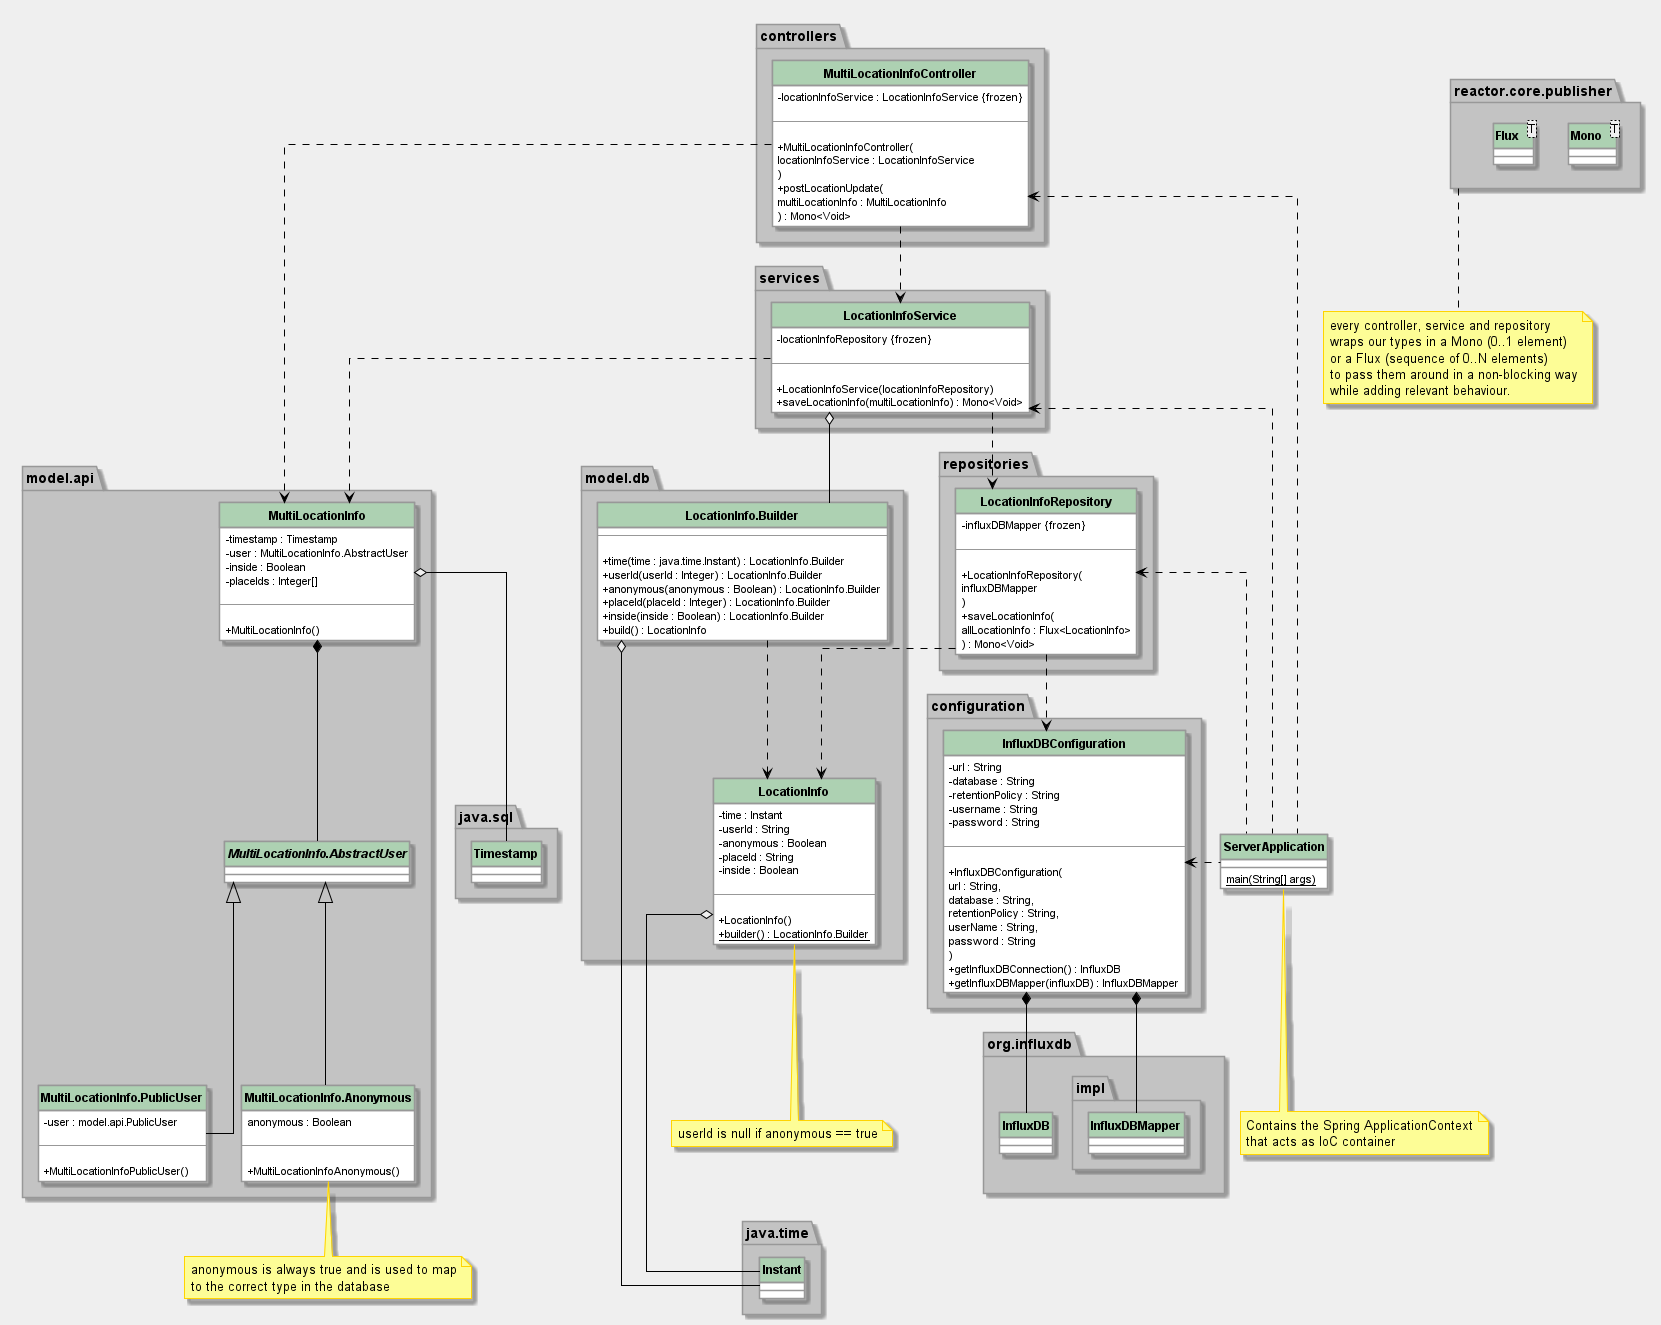 controllers
MultiLocationInfoController
-locationInfoService : LocationInfoService {frozen}
+MultiLocationInfoController(
locationInfoService : LocationInfoService
)
+postLocationUpdate(
multiLocationInfo : MultiLocationInfo
) : Mono<Void>
reactor.core.publisher
Flux
T
Mono
T
every controller, service and repository
wraps our types in a Mono (0..1 element)
or a Flux (sequence of 0..N elements)
to pass them around in a non-blocking way
while adding relevant behaviour.
services
LocationInfoService
-locationInfoRepository {frozen}
+LocationInfoService(locationInfoRepository)
+saveLocationInfo(multiLocationInfo) : Mono<Void>
model.api
MultiLocationInfo
-timestamp : Timestamp
-user : MultiLocationInfo.AbstractUser
-inside : Boolean
-placeIds : Integer[]
+MultiLocationInfo()
model.db
LocationInfo.Builder
+time(time : java.time.Instant) : LocationInfo.Builder
+userId(userId : Integer) : LocationInfo.Builder
+anonymous(anonymous : Boolean) : LocationInfo.Builder
+placeId(placeId : Integer) : LocationInfo.Builder
+inside(inside : Boolean) : LocationInfo.Builder
+build() : LocationInfo
repositories
LocationInfoRepository
-influxDBMapper {frozen}
+LocationInfoRepository(
influxDBMapper
)
+saveLocationInfo(
allLocationInfo : Flux<LocationInfo>
) : Mono<Void>
configuration
InfluxDBConfiguration
-url : String
-database : String
-retentionPolicy : String
-username : String
-password : String
+InfluxDBConfiguration(
url : String,
database : String,
retentionPolicy : String,
userName : String,
password : String
)
+getInfluxDBConnection() : InfluxDB
+getInfluxDBMapper(influxDB) : InfluxDBMapper
LocationInfo
-time : Instant
-userId : String
-anonymous : Boolean
-placeId : String
-inside : Boolean
+LocationInfo()
+builder() : LocationInfo.Builder
java.sql
Timestamp
MultiLocationInfo.AbstractUser
ServerApplication
main(String[] args)
MultiLocationInfo.PublicUser
-user : model.api.PublicUser
+MultiLocationInfoPublicUser()
MultiLocationInfo.Anonymous
anonymous : Boolean
+MultiLocationInfoAnonymous()
userId is null if anonymous == true
org.influxdb
InfluxDB
impl
InfluxDBMapper
Contains the Spring ApplicationContext
that acts as IoC container
java.time
Instant
anonymous is always true and is used to map
to the correct type in the database